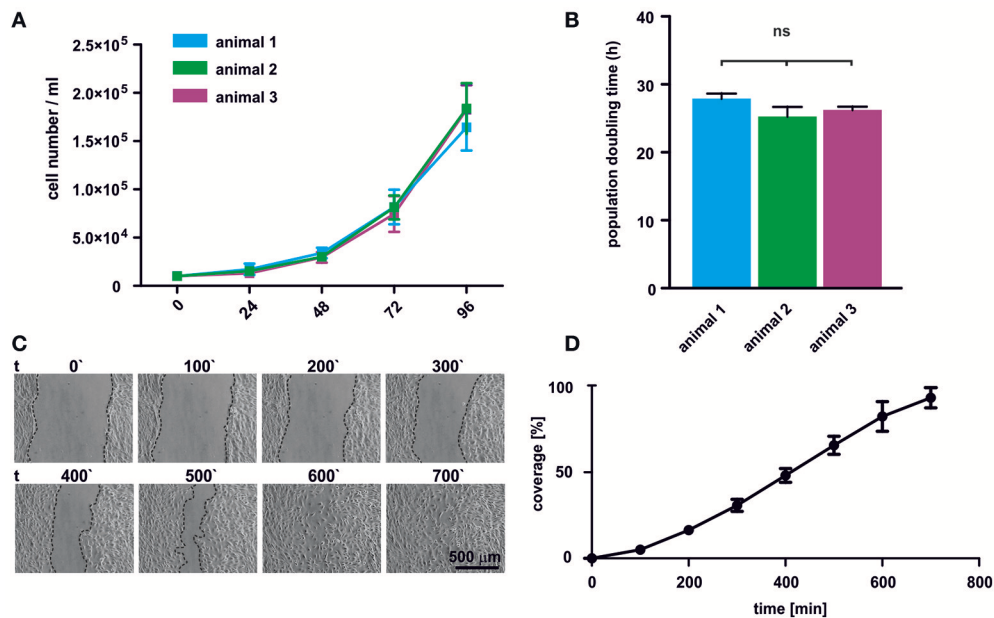 A
cell number / ml
2.5×10⁵
2.0×10⁵
1.5×10⁵
1.0×10⁵
5.0×10⁴
0
animal 1
animal 2
animal 3
0 24 48 72 96
B
population doubling time (h)
40
30
20
10
0
ns
animal 1 animal 2 animal 3
C
t 0` 100` 200` 300`
t 400` 500` 600` 700`
500 µm
D
coverage [%]
100
50
0
0 200 400 600 800
time [min]